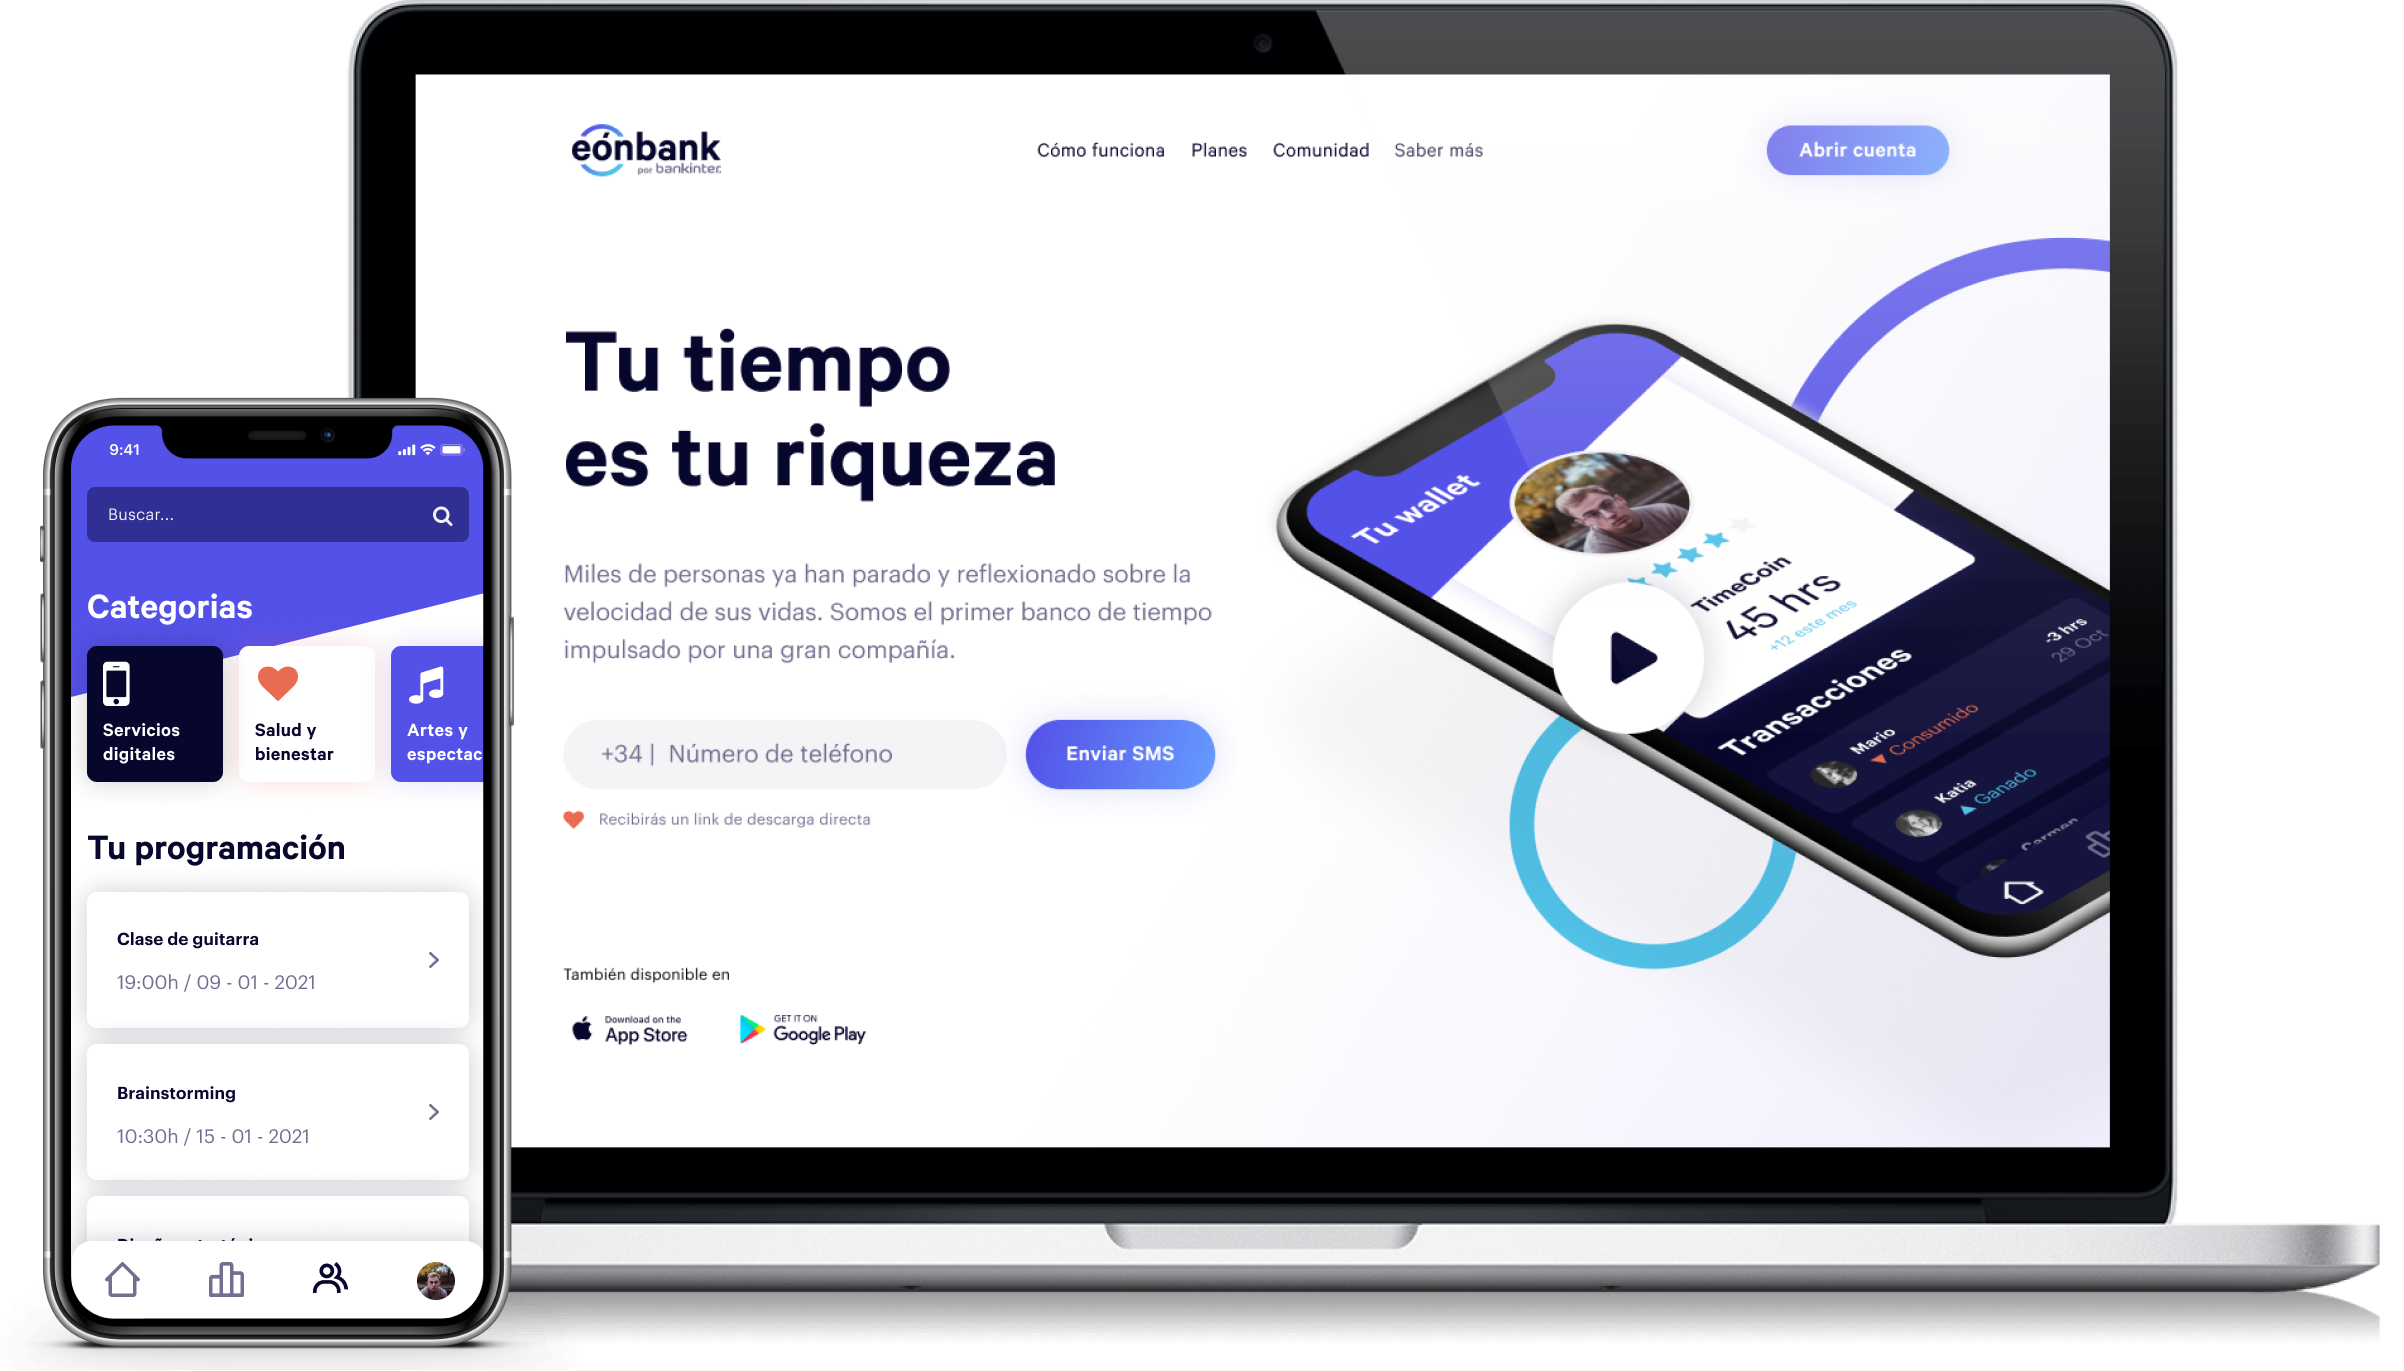 eónbank
por bankinter.
Cómo funciona
Planes
Comunidad
Saber más
Abrir cuenta
Tu tiempo
es tu riqueza
Miles de personas ya han parado y reflexionado sobre la
velocidad de sus vidas. Somos el primer banco de tiempo
impulsado por una gran compañía.
+34 | Número de teléfono
Enviar SMS
Recibirás un link de descarga directa
También disponible en
Download on the
App Store
GET IT ON
Google Play
Tu wallet
TimeCoin
45 hrs
+12 este mes
Transacciones
Mario
Consumido
-3 hrs
29 Oct
Katia
Ganado
Carmen
9:41
Buscar...
Categorias
Servicios
digitales
Salud y
bienestar
Artes y
espectac
Tu programación
Clase de guitarra
19:00h / 09 - 01 - 2021
Brainstorming
10:30h / 15 - 01 - 2021